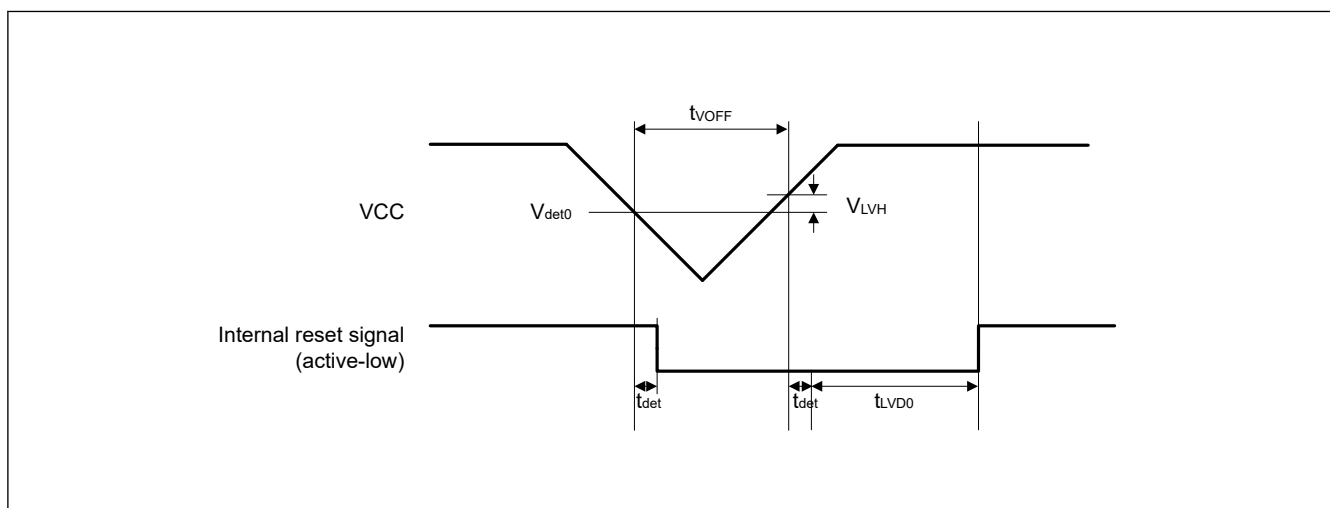 tVOFF
VCC
Vdet0
VLVH
Internal reset signal
(active-low)
tdet
tdet
tLVD0